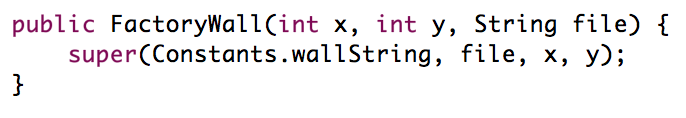 public FactoryWall(int x, int y, String file) {
    super(Constants.wallString, file, x, y);
}